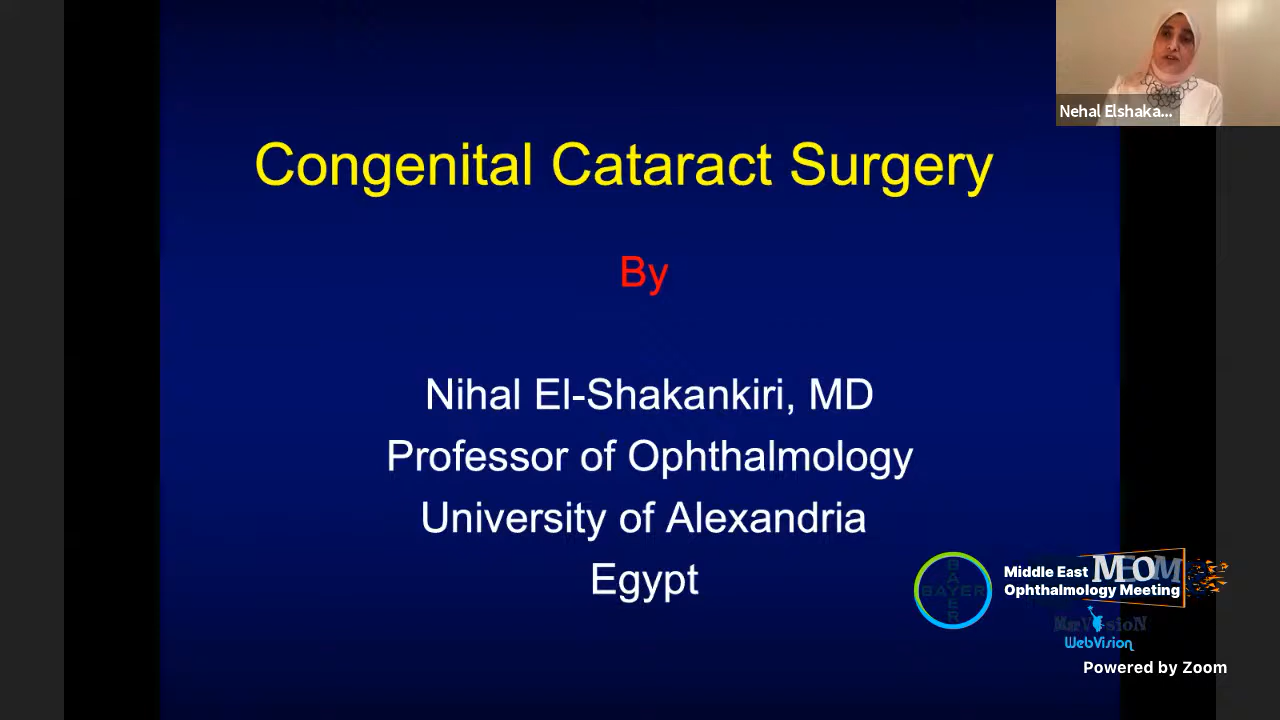 Nehal Elshaka...
Congenital Cataract Surgery
By
Nihal El-Shakankiri, MD
Professor of Ophthalmology
University of Alexandria
Egypt
BAYER
BAYER
Middle East MEOM
Ophthalmology Meeting
WebVision
Powered by Zoom